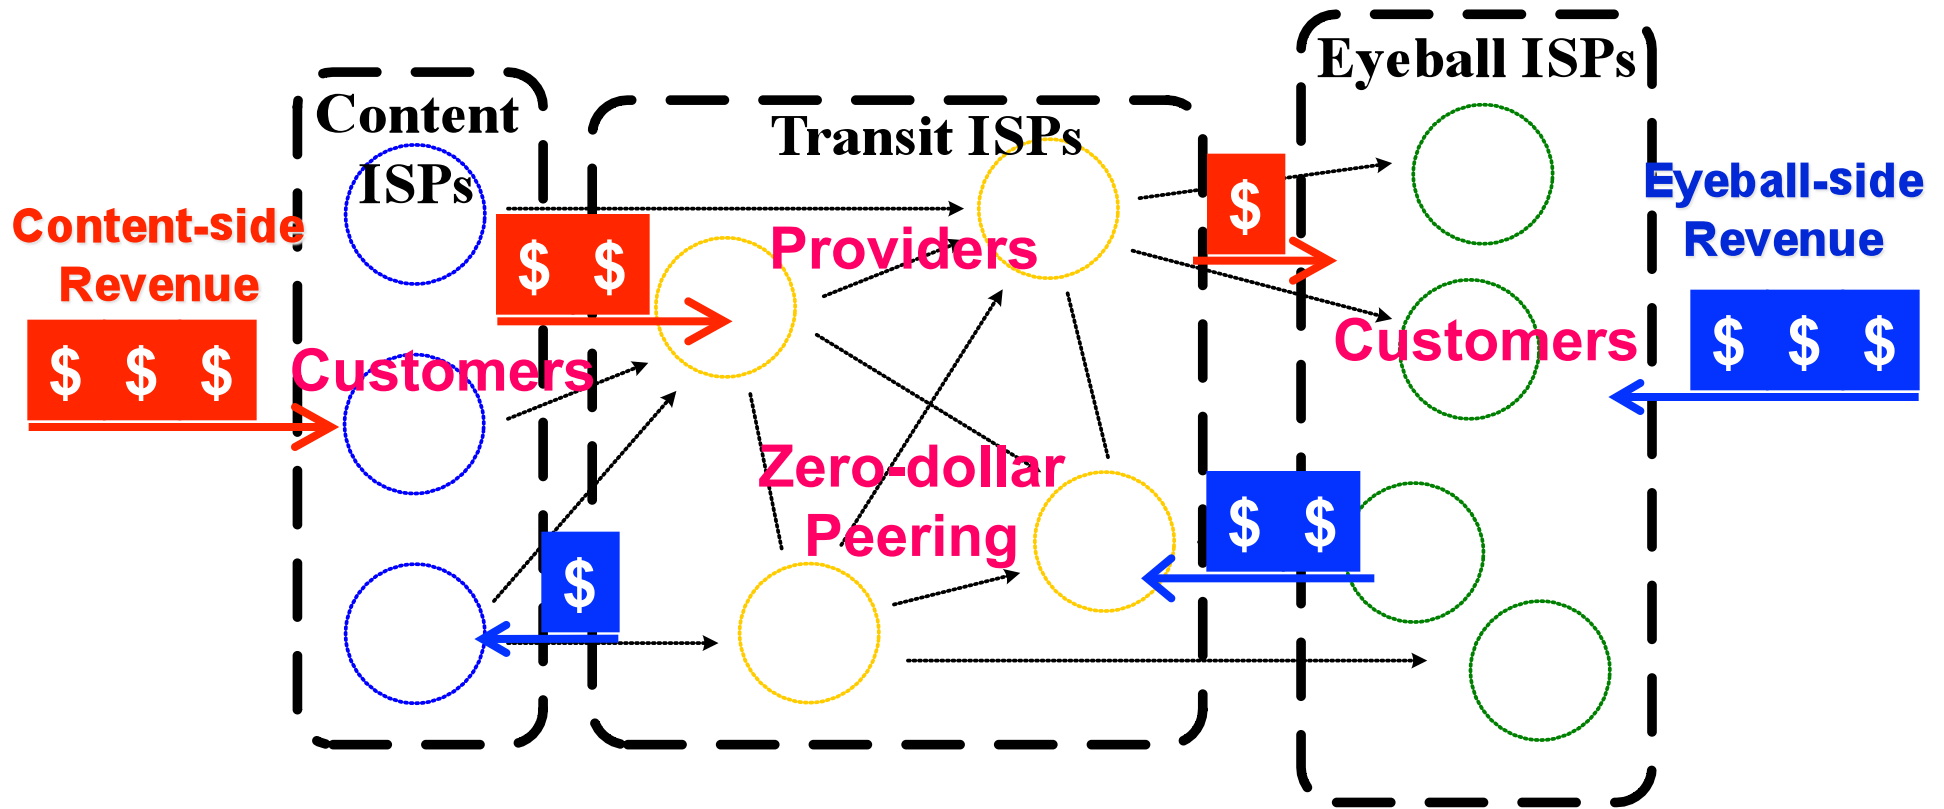 Eyeball ISPs
Content
ISPs
Transit ISPs
Content-side
Revenue
$ $ $
$ $
Providers
$
Eyeball-side
Revenue
$ $ $
Customers
Customers
Zero-dollar
Peering
$
$ $